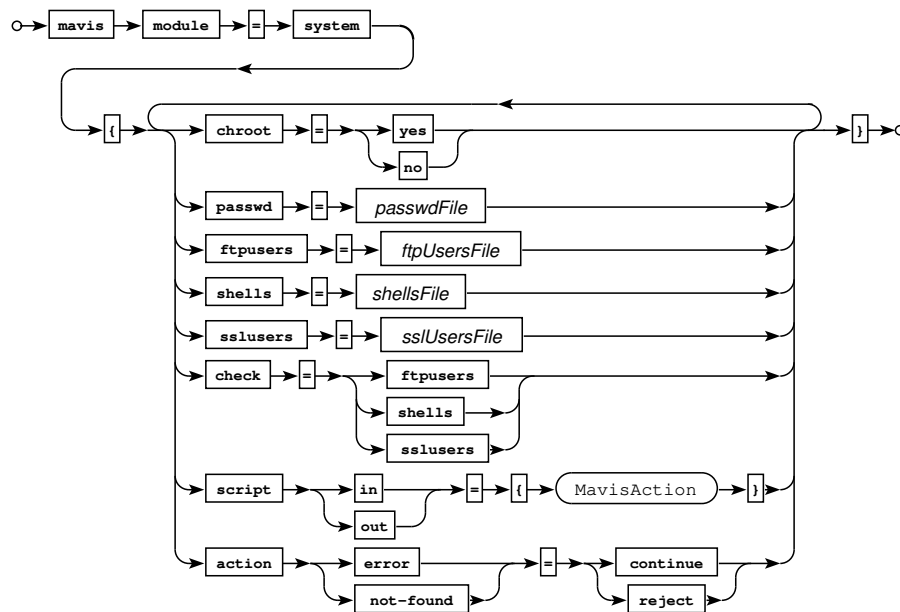 mavis module = system
{ chroot = yes }
no
passwd = passwdFile
ftpusers = ftpUsersFile
shells = shellsFile
sslusers = sslUsersFile
check = ftpusers
shells
sslusers
script in = { MavisAction }
out
action error = continue
not-found reject